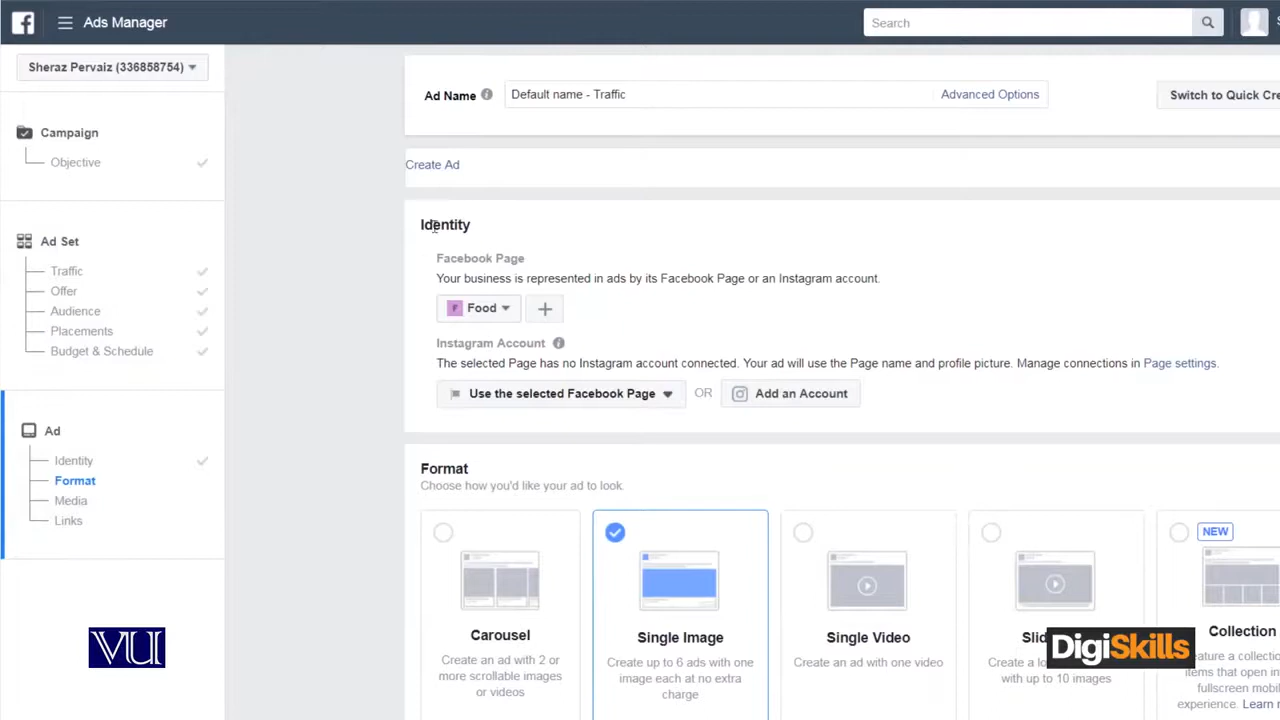 f
Ads Manager
Search
Sheraz Pervaiz (336858754)
Campaign
Objective
Ad Set
Traffic
Offer
Audience
Placements
Budget & Schedule
Ad
Identity
Format
Media
Links
VU
Ad Name
Default name - Traffic
Advanced Options
Switch to Quick Cre
Create Ad
Identity
Facebook Page
Your business is represented in ads by its Facebook Page or an Instagram account.
F Food
Instagram Account
The selected Page has no Instagram account connected. Your ad will use the Page name and profile picture. Manage connections in Page settings.
Use the selected Facebook Page
OR
Add an Account
Format
Choose how you'd like your ad to look.
Carousel
Create an ad with 2 or
more scrollable images
or videos
Single Image
Create up to 6 ads with one
image each at no extra
charge
Single Video
Create an ad with one video
Slid
Create a lo
with up to 10 images
NEW
Collection
eature a collectio
items that open in
fullscreen mobil
experience. Learn
DigiSkills